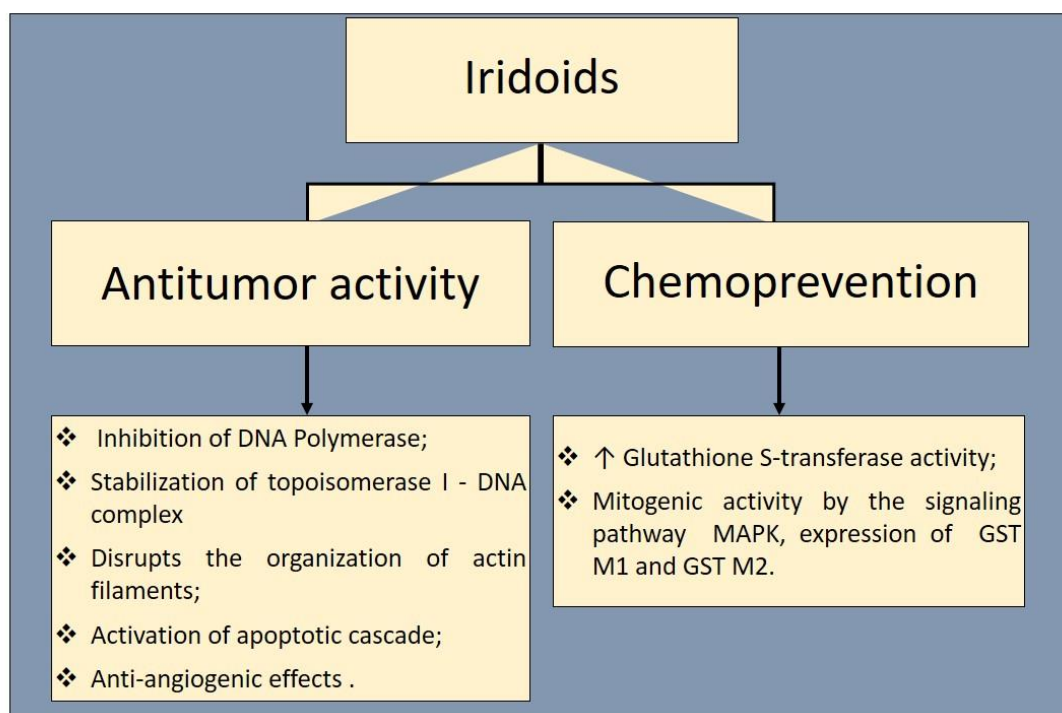 Iridoids
Antitumor activity
❖ Inhibition of DNA Polymerase;
❖ Stabilization of topoisomerase I - DNA
complex
❖ Disrupts the organization of actin
filaments;
❖ Activation of apoptotic cascade;
❖ Anti-angiogenic effects .
Chemoprevention
❖ ↑ Glutathione S-transferase activity;
❖ Mitogenic activity by the signaling
pathway MAPK, expression of GST
M1 and GST M2.